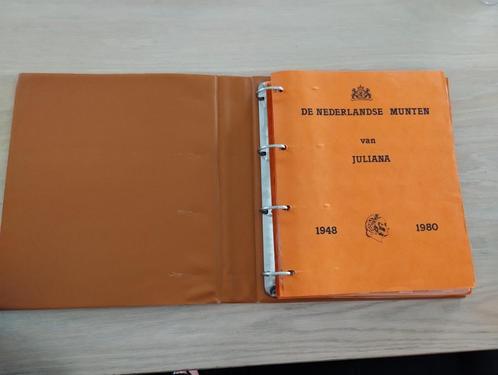 DE NEDERLANDSE MUNTEN
van
JULIANA
1948 1980